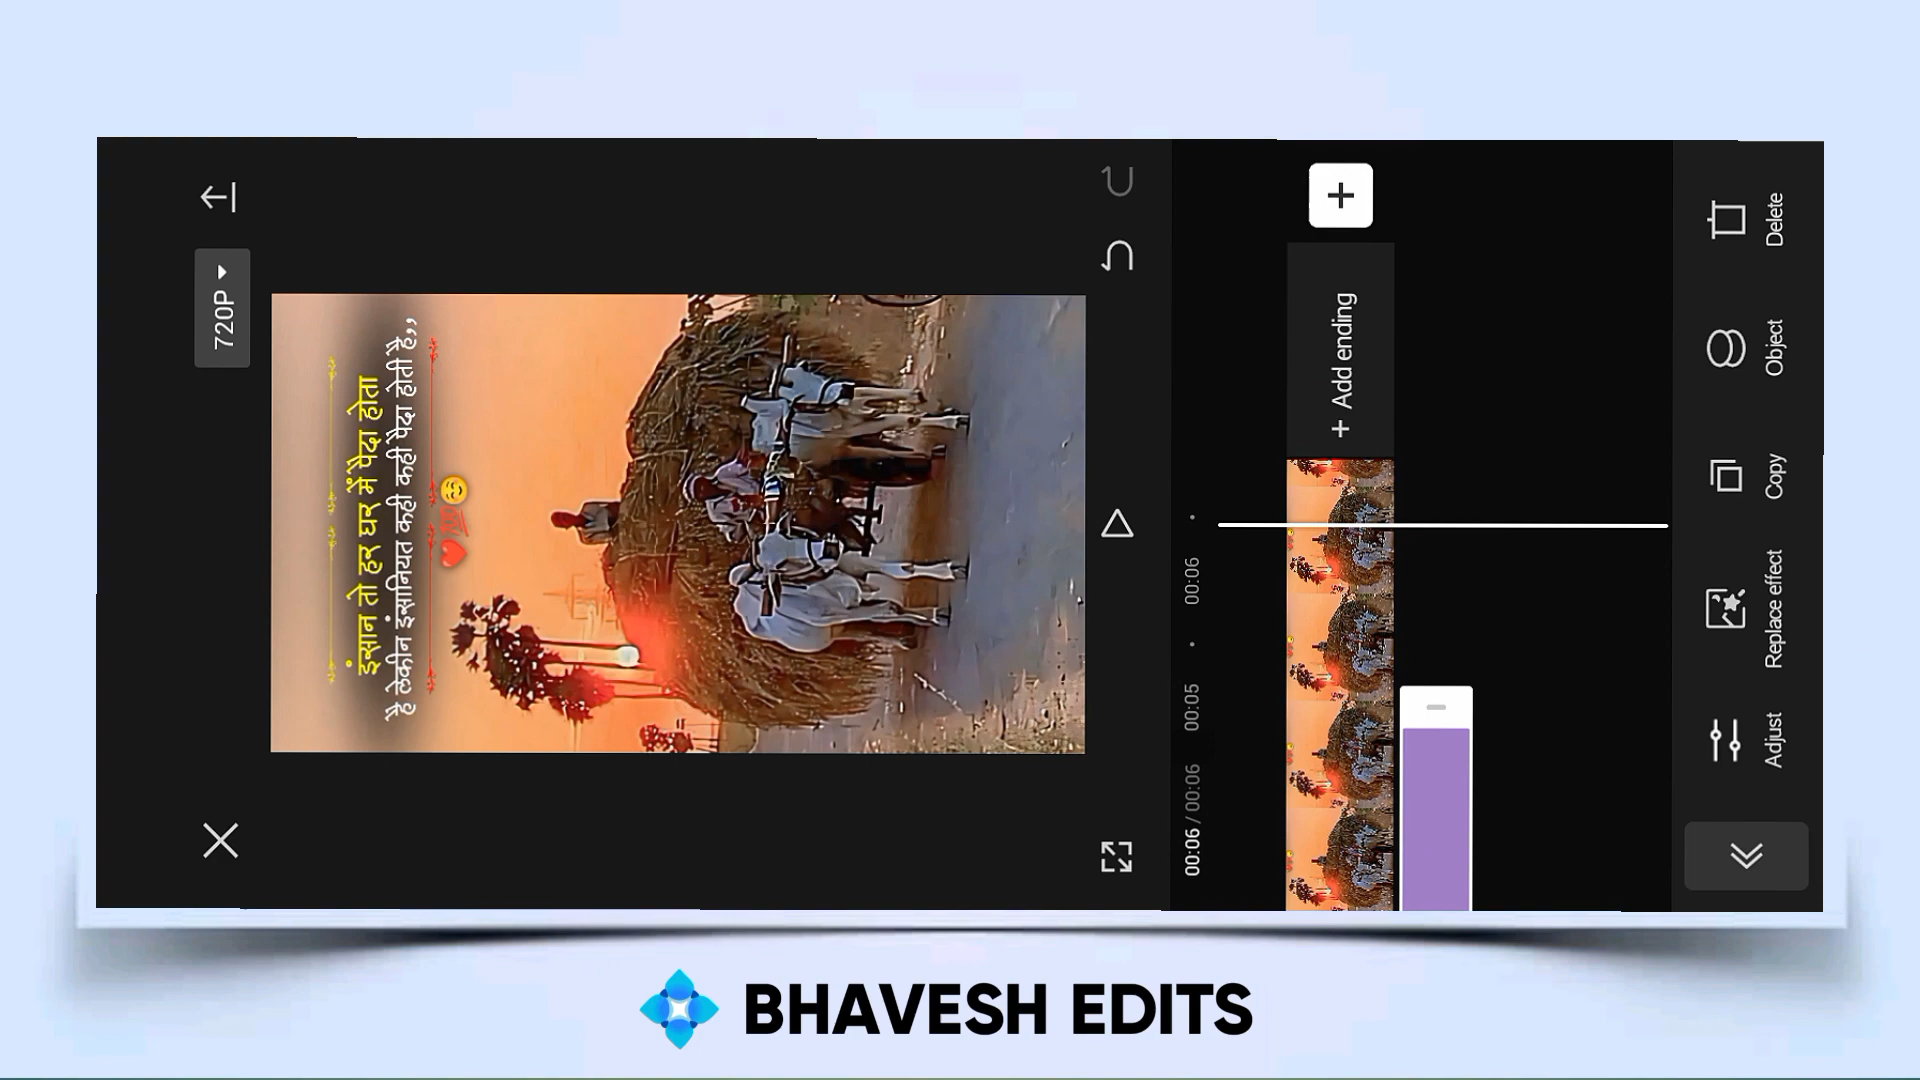 720P
इंसान तो हर घर में पैदा होता
है लेकीन इंसानियत कही कही पैदा होती है,,
❤️💯😊
00:06 / 00:06
00:05
00:06
+ Add ending
Adjust
Replace effect
Copy
Object
Delete
BHAVESH EDITS